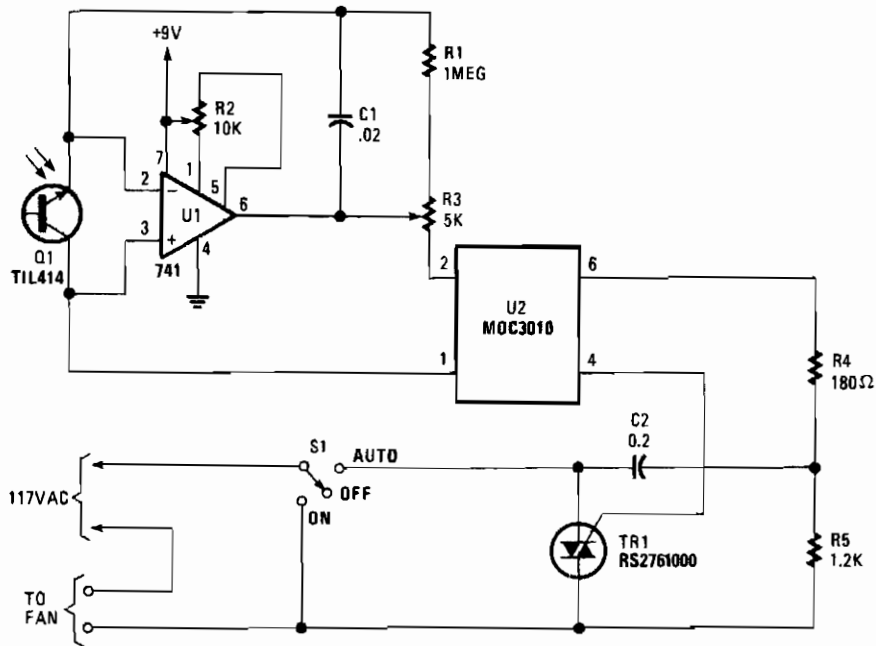 +9V
R1
1MEG
R2
10K
C1
.02
7
1
5
2
6
3
4
U1
741
Q1
TIL414
R3
5K
2
6
U2
MOC3010
1
4
R4
180Ω
C2
0.2
S1
AUTO
OFF
ON
117VAC
TR1
RS2761000
R5
1.2K
TO
FAN